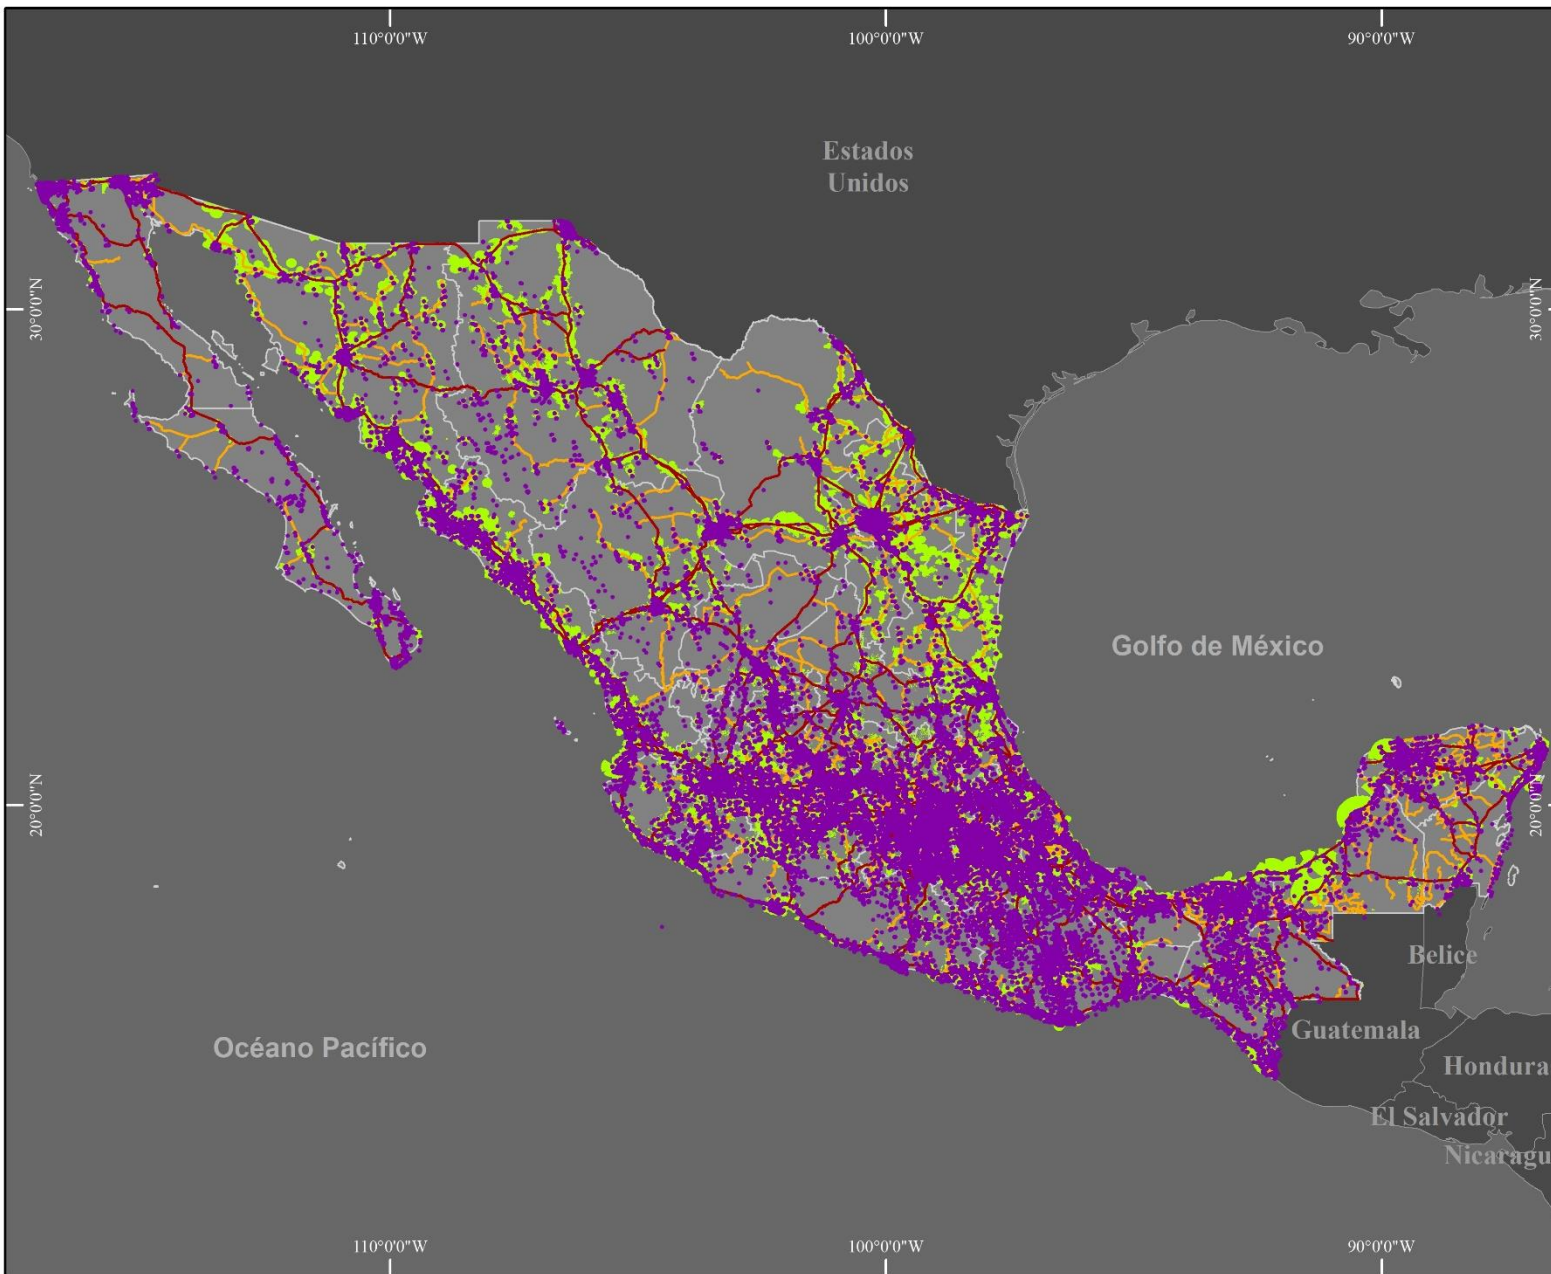 110°0'0"W
100°0'0"W
90°0'0"W
Estados
Unidos
30°0'0"N
30°0'0"N
Golfo de México
20°0'0"N
20°0'0"N
Belice
Guatemala
Océano Pacífico
Hondura
El Salvador
Nicaragu
110°0'0"W
100°0'0"W
90°0'0"W